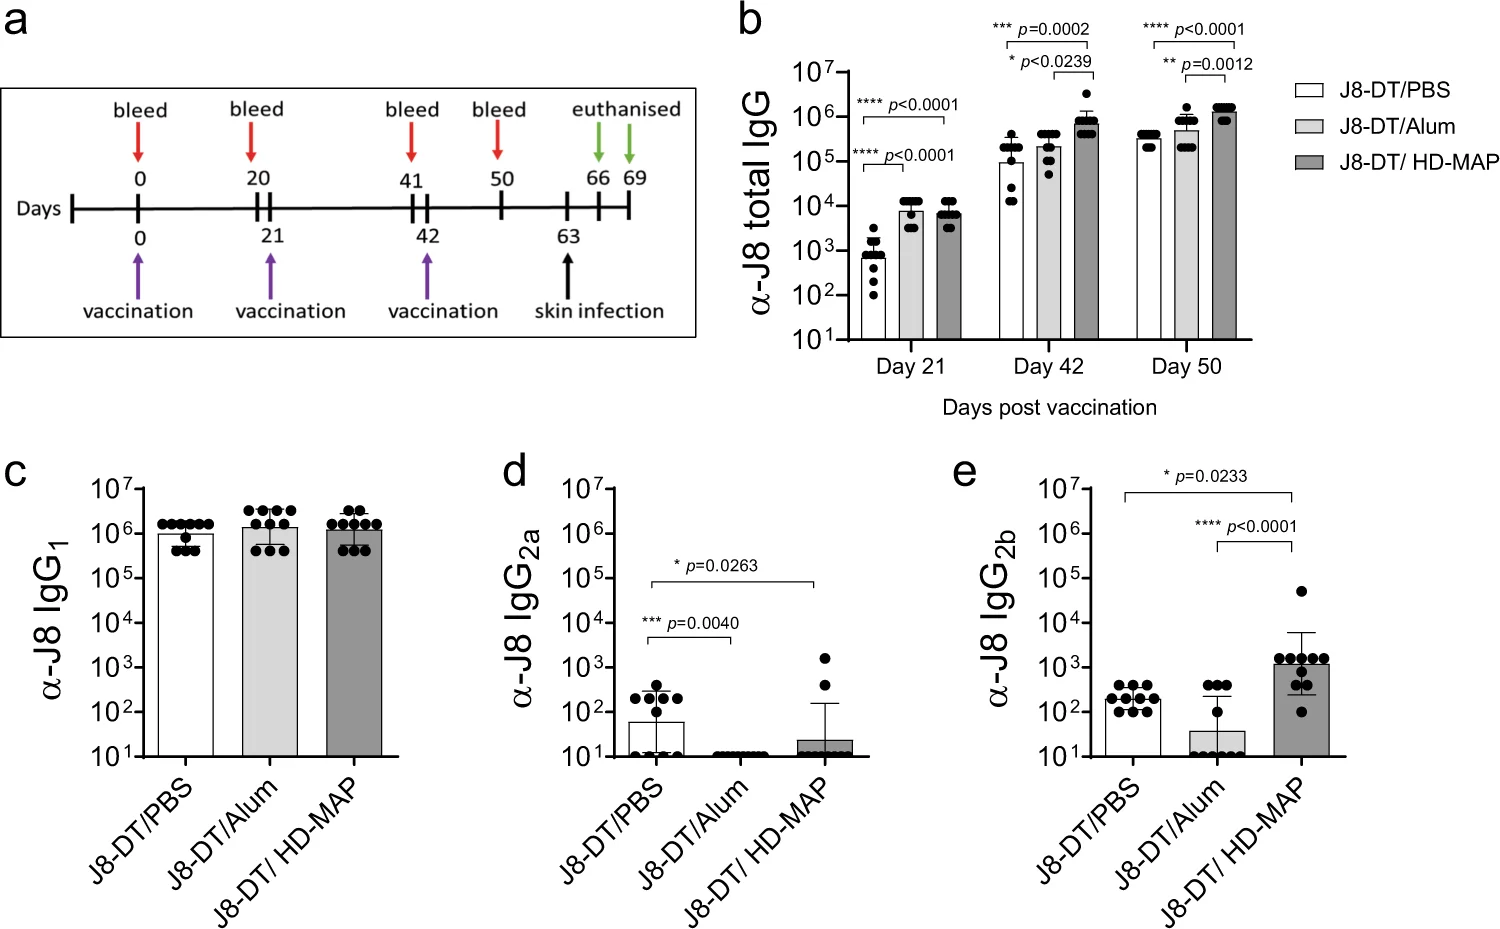 a
bleed bleed bleed bleed euthanised
0 20 41 50 66 69
Days
0 21 42 63
vaccination vaccination vaccination skin infection
b
α-J8 total IgG
10⁷
10⁶
10⁵
10⁴
10³
10²
10¹
**** p<0.0001
**** p<0.0001
*** p=0.0002
* p<0.0239
**** p<0.0001
** p=0.0012
Day 21 Day 42 Day 50
Days post vaccination
J8-DT/PBS
J8-DT/Alum
J8-DT/ HD-MAP
c
α-J8 IgG₁
10⁷
10⁶
10⁵
10⁴
10³
10²
10¹
J8-DT/PBS
J8-DT/Alum
J8-DT/ HD-MAP
d
α-J8 IgG2a
10⁷
10⁶
10⁵
10⁴
10³
10²
10¹
* p=0.0263
*** p=0.0040
J8-DT/PBS
J8-DT/Alum
J8-DT/ HD-MAP
e
α-J8 IgG2b
10⁷
10⁶
10⁵
10⁴
10³
10²
10¹
* p=0.0233
**** p<0.0001
J8-DT/PBS
J8-DT/Alum
J8-DT/ HD-MAP